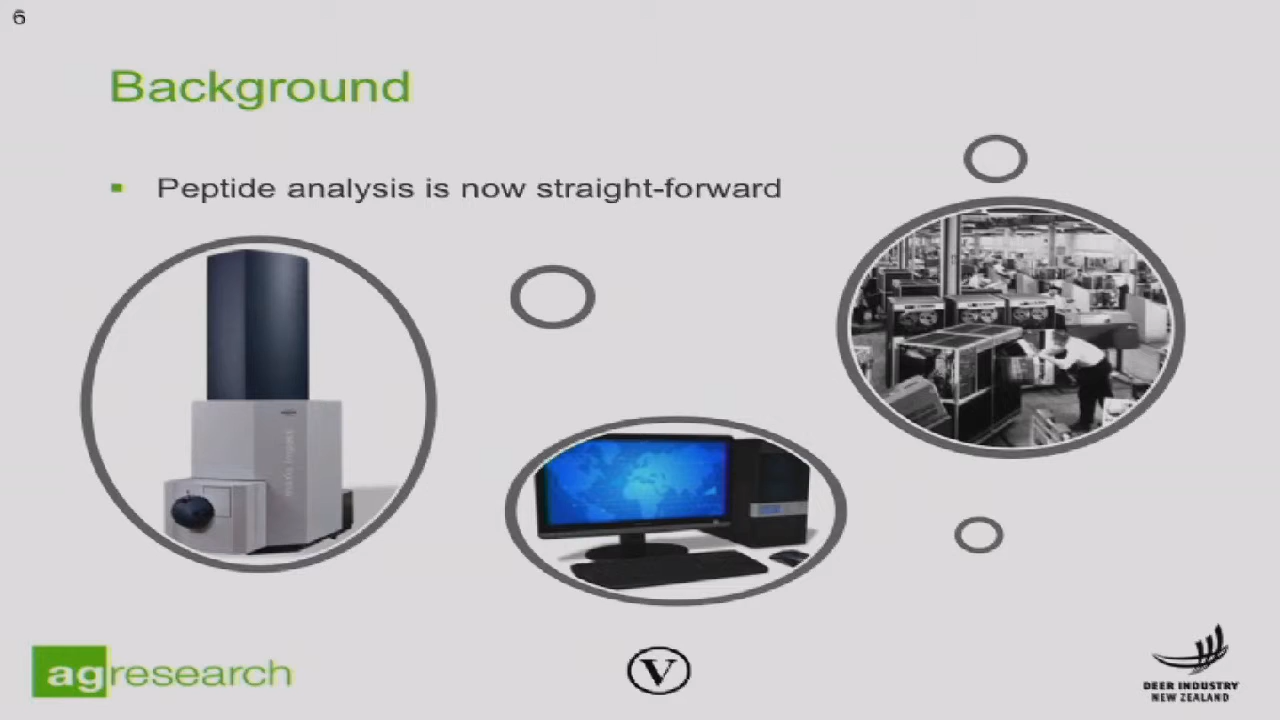 6
Background
Peptide analysis is now straight-forward
agresearch
V
DEER INDUSTRY
NEW ZEALAND